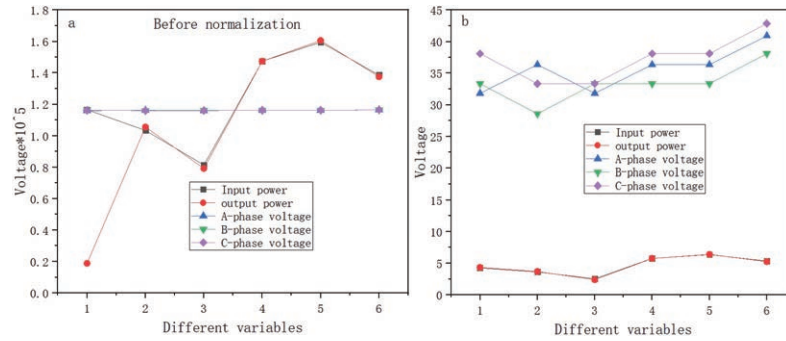 a
Before normalization
Voltage*10^5
1.8
1.6
1.4
1.2
1.0
0.8
0.6
0.4
0.2
0.0
Input power
output power
A-phase voltage
B-phase voltage
C-phase voltage
1 2 3 4 5 6
Different variables
b
Voltage
45
40
35
30
25
20
15
10
5
0
Input power
output power
A-phase voltage
B-phase voltage
C-phase voltage
1 2 3 4 5 6
Different variables